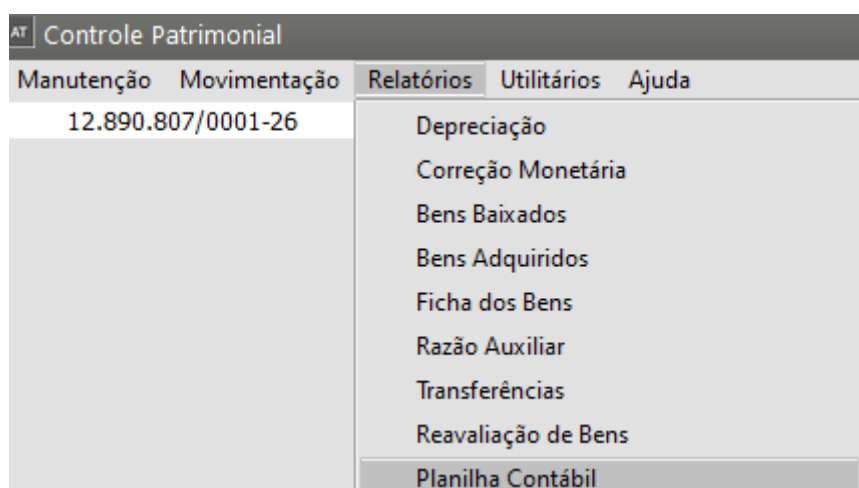 AT Controle Patrimonial
Manutenção Movimentação Relatórios Utilitários Ajuda
12.890.807/0001-26
Depreciação
Correção Monetária
Bens Baixados
Bens Adquiridos
Ficha dos Bens
Razão Auxiliar
Transferências
Reavaliação de Bens
Planilha Contábil